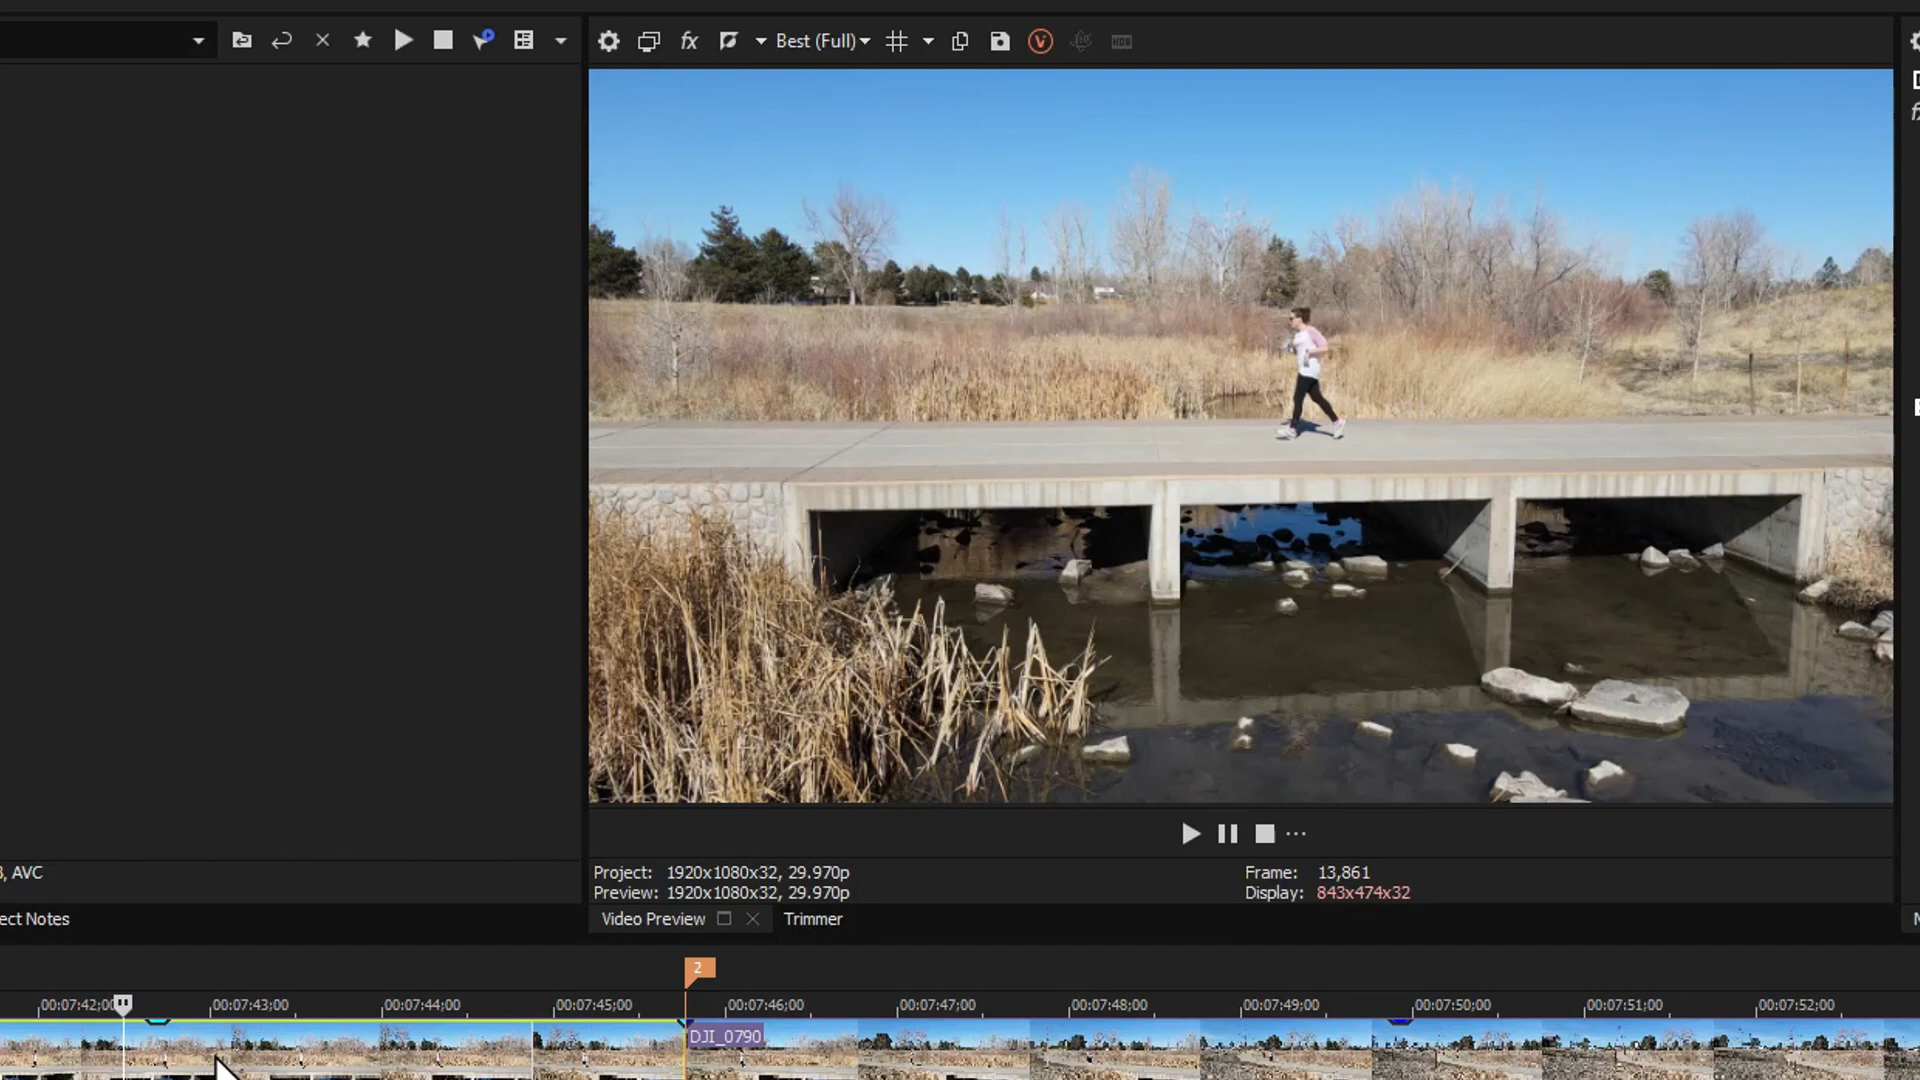 fx
Best (Full)
HDR
3, AVC
Project: 1920x1080x32, 29.970p
Frame: 13,861
Preview: 1920x1080x32, 29.970p
Display: 843x474x32
ect Notes
Video Preview
Trimmer
2
00:07:42;00
00:07:43;00
00:07:44;00
00:07:45;00
00:07:46;00
00:07:47;00
00:07:48;00
00:07:49;00
00:07:50;00
00:07:51;00
00:07:52;00
DJI_0790